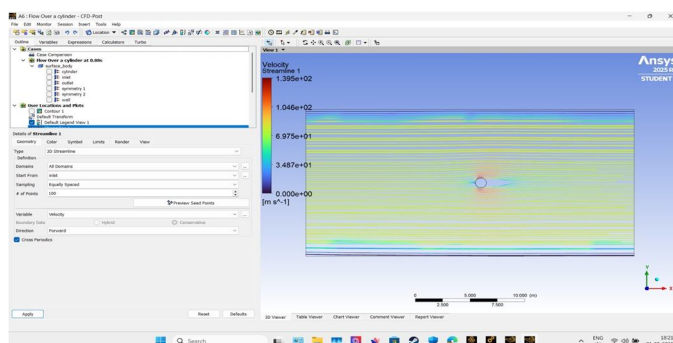 A6 : Flow Over a cylinder - CFD-Post
File Edit Monitor Session Insert Tools Help
Location
Outline Variables Expressions Calculators Turbo
Cases
Case Comparison
Flow Over a cylinder at 0.88s
surface_body
cylinder
inlet
outlet
symmetry 1
symmetry 2
wall
User Locations and Plots
Contour 1
Default Transform
Default Legend View 1
Details of Streamline 1
Geometry Color Symbol Limits Render View
Type 3D Streamline
Definition
Domains All Domains
Start From inlet
Sampling Equally Spaced
# of Points 100
Preview Seed Points
Variable Velocity
Boundary Data Hybrid Conservative
Direction Forward
Cross Periodics
Apply Reset Defaults
View 1
Velocity
Streamline 1
1.395e+02
1.046e+02
6.975e+01
3.487e+01
0.000e+00
[m s^-1]
Ansys
2025 R
STUDENT
0 5.000 10.000 (m)
2.500 7.500
Y
X
3D Viewer Table Viewer Chart Viewer Comment Viewer Report Viewer
Search
ENG